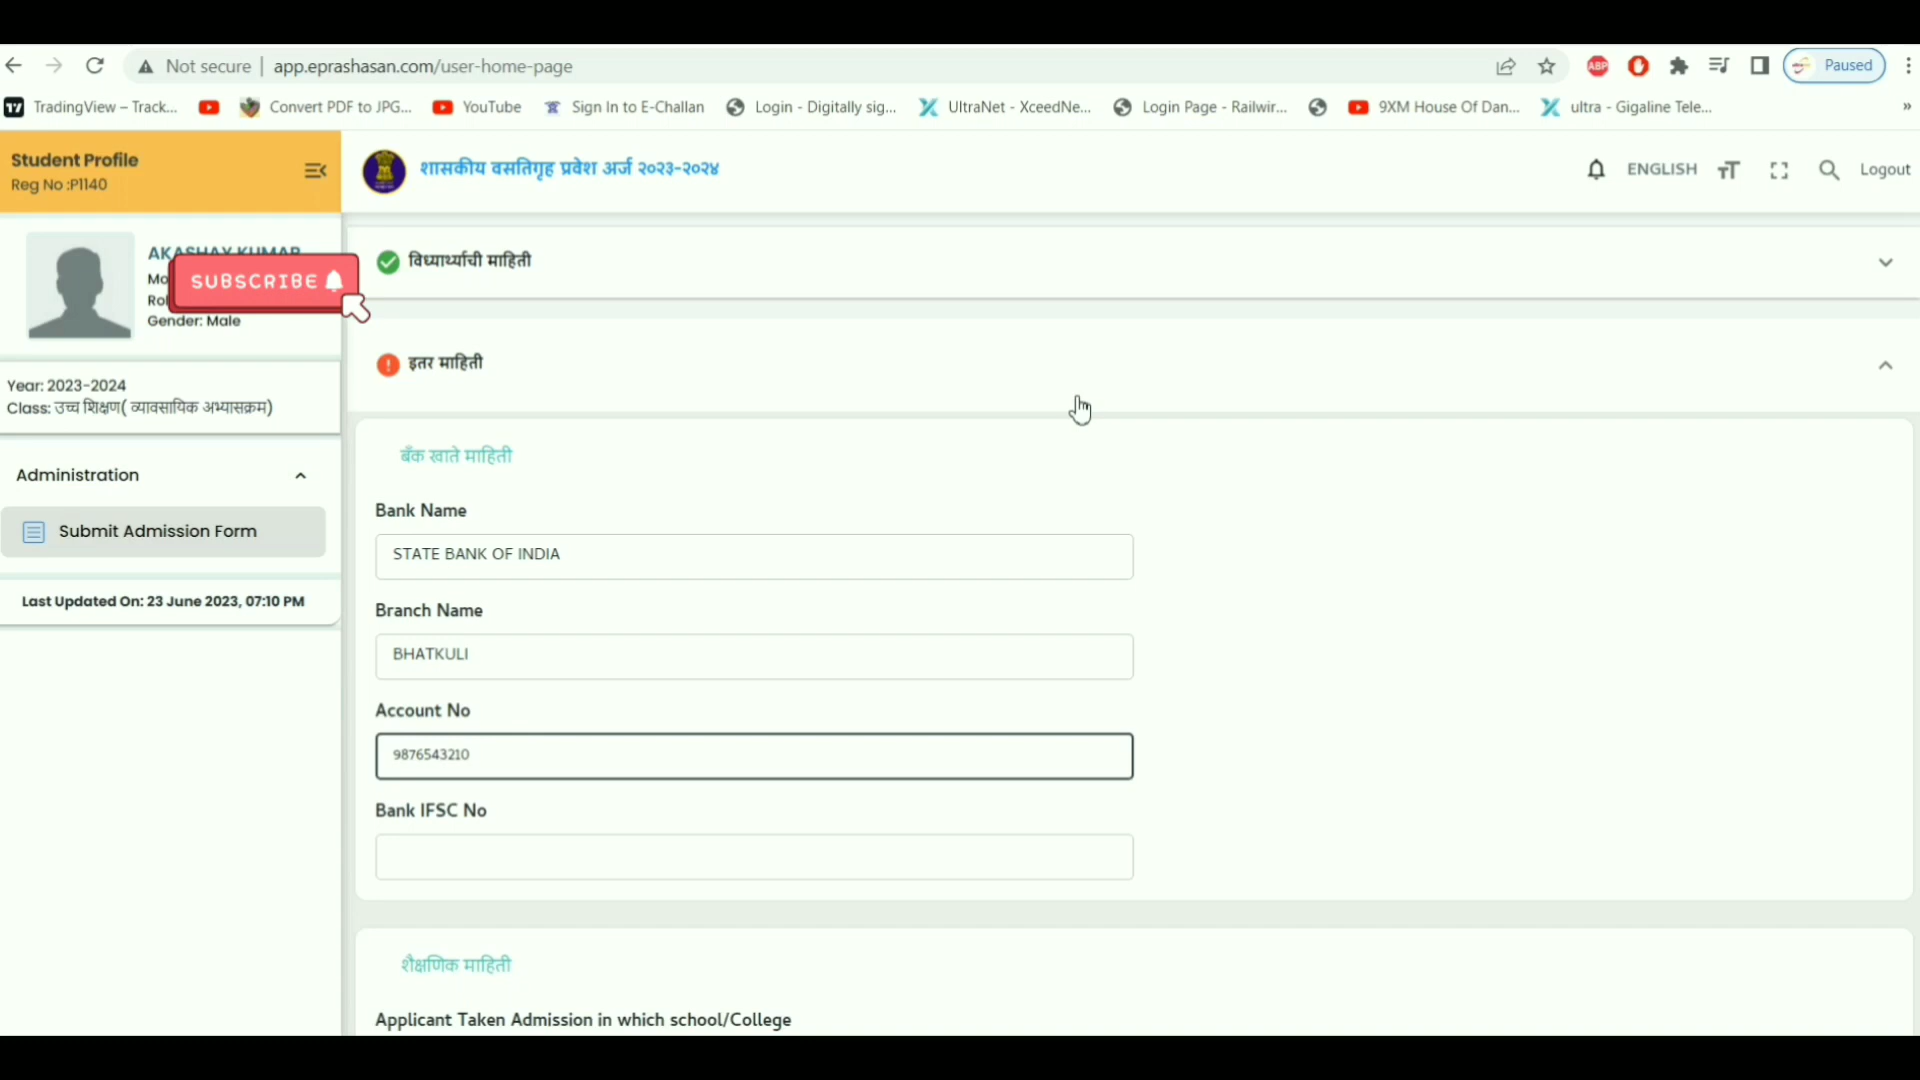 Not secure | app.eprashasan.com/user-home-page
ABP
Paused
TradingView – Track...
Convert PDF to JPG...
YouTube
Sign In to E-Challan
Login - Digitally sig...
UltraNet - XceedNe...
Login Page - Railwir...
9XM House Of Dan...
ultra - Gigaline Tele...
»
Student Profile
Reg No :P1140
शासकीय वसतिगृह प्रवेश अर्ज २०२३-२०२४
ENGLISH
Logout
AKASHAY KUMAR
SUBSCRIBE
Gender: Male
Year: 2023-2024
Class: उच्च शिक्षण( व्यावसायिक अभ्यासक्रम)
Administration
Submit Admission Form
Last Updated On: 23 June 2023, 07:10 PM
विध्यार्थ्याची माहिती
इतर माहिती
बँक खाते माहिती
Bank Name
STATE BANK OF INDIA
Branch Name
BHATKULI
Account No
9876543210
Bank IFSC No
शैक्षणिक माहिती
Applicant Taken Admission in which school/College